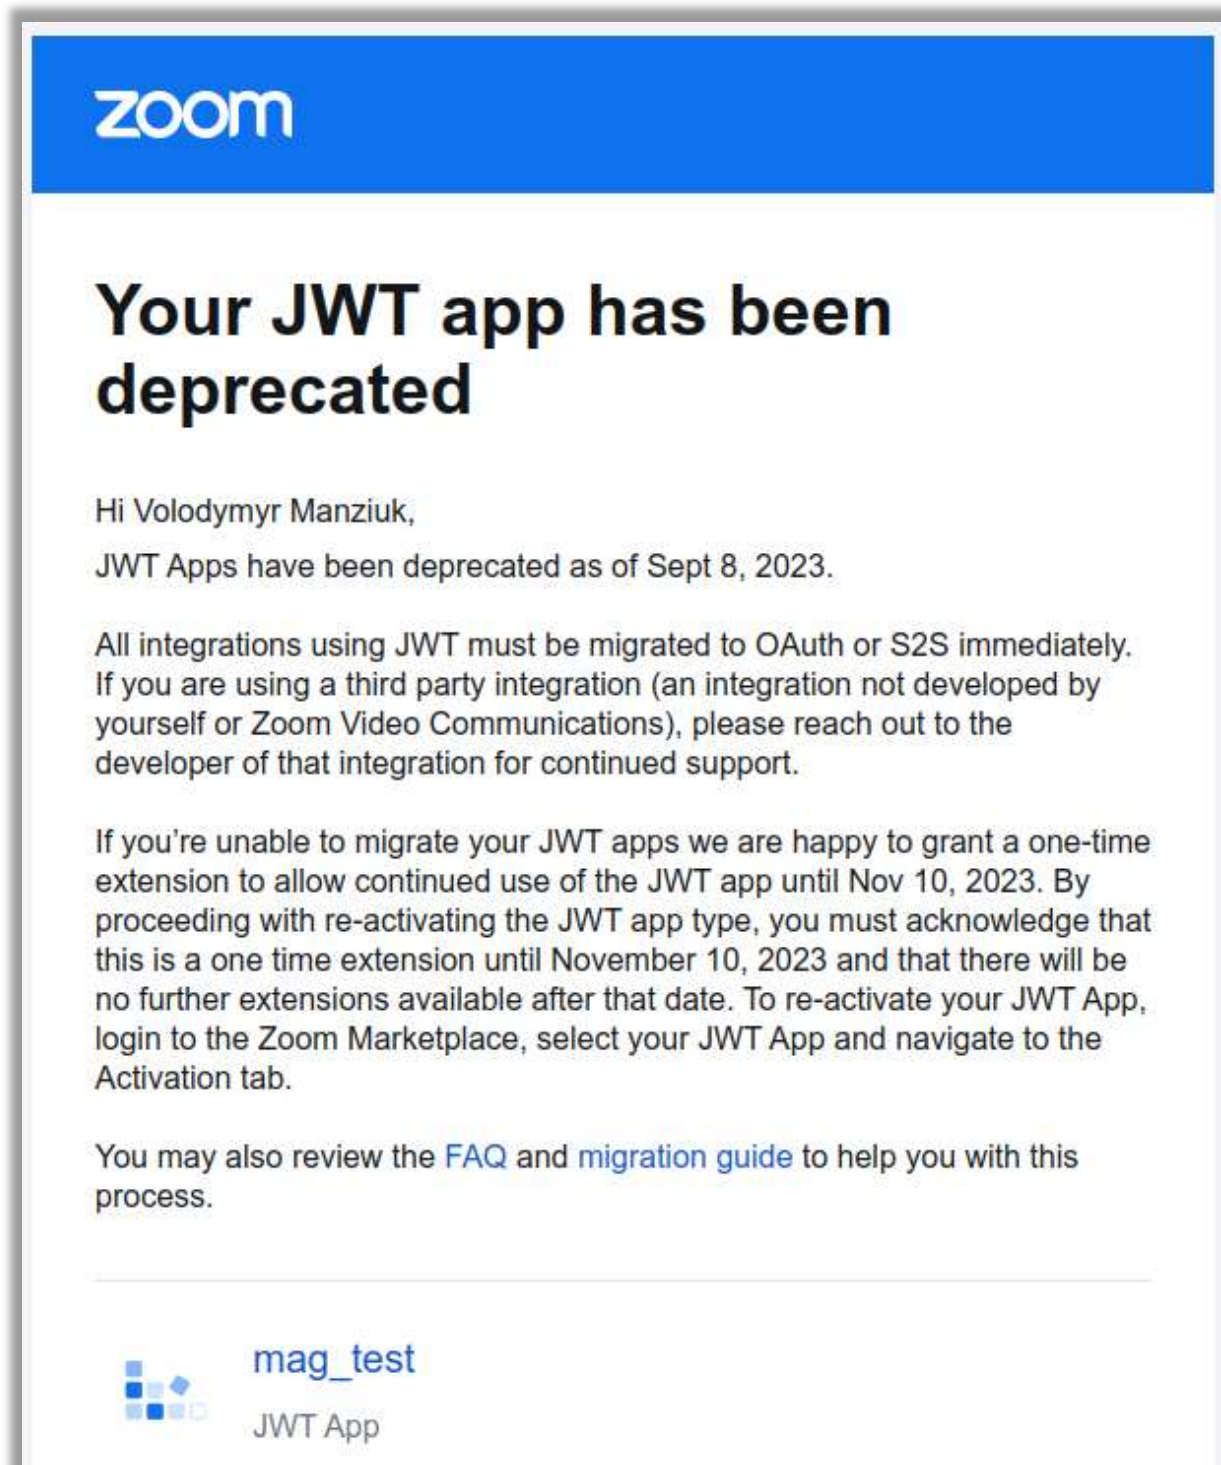 zoom
Your JWT app has been
deprecated
Hi Volodymyr Manziuk,
JWT Apps have been deprecated as of Sept 8, 2023.
All integrations using JWT must be migrated to OAuth or S2S immediately.
If you are using a third party integration (an integration not developed by
yourself or Zoom Video Communications), please reach out to the
developer of that integration for continued support.
If you’re unable to migrate your JWT apps we are happy to grant a one-time
extension to allow continued use of the JWT app until Nov 10, 2023. By
proceeding with re-activating the JWT app type, you must acknowledge that
this is a one time extension until November 10, 2023 and that there will be
no further extensions available after that date. To re-activate your JWT App,
login to the Zoom Marketplace, select your JWT App and navigate to the
Activation tab.
You may also review the FAQ and migration guide to help you with this
process.
mag_test
JWT App